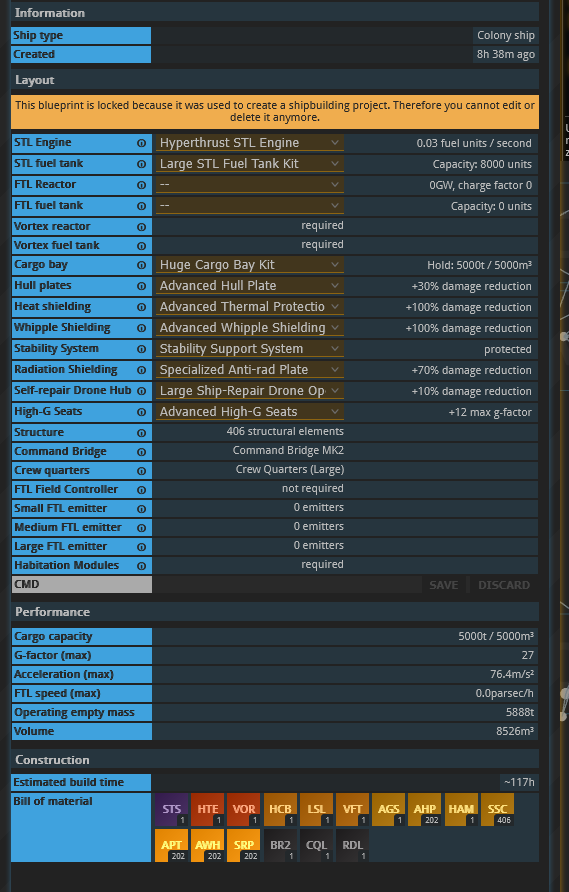 Information
Ship type Colony ship
Created 8h 38m ago
Layout
This blueprint is locked because it was used to create a shipbuilding project. Therefore you cannot edit or
delete it anymore.
STL Engine Hyperthrust STL Engine 0.03 fuel units / second
STL fuel tank Large STL Fuel Tank Kit Capacity: 8000 units
FTL Reactor -- 0GW, charge factor 0
FTL fuel tank -- Capacity: 0 units
Vortex reactor required
Vortex fuel tank required
Cargo bay Huge Cargo Bay Kit Hold: 5000t / 5000m³
Hull plates Advanced Hull Plate +30% damage reduction
Heat shielding Advanced Thermal Protectio +100% damage reduction
Whipple Shielding Advanced Whipple Shielding +100% damage reduction
Stability System Stability Support System protected
Radiation Shielding Specialized Anti-rad Plate +70% damage reduction
Self-repair Drone Hub Large Ship-Repair Drone Op +10% damage reduction
High-G Seats Advanced High-G Seats +12 max g-factor
Structure 406 structural elements
Command Bridge Command Bridge MK2
Crew quarters Crew Quarters (Large)
FTL Field Controller not required
Small FTL emitter 0 emitters
Medium FTL emitter 0 emitters
Large FTL emitter 0 emitters
Habitation Modules required
CMD SAVE DISCARD
Performance
Cargo capacity 5000t / 5000m³
G-factor (max) 27
Acceleration (max) 76.4m/s²
FTL speed (max) 0.0parsec/h
Operating empty mass 5888t
Volume 8526m³
Construction
Estimated build time ~117h
Bill of material STS 1 HTE 1 VOR 1 HCB 1 LSL 1 VFT 1 AGS 1 AHP 202 HAM 1 SSC 406
APT 202 AWH 202 SRP 202 BR2 1 CQL 1 RDL 1